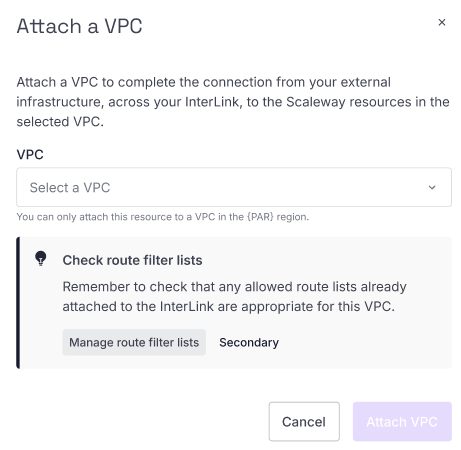 Attach a VPC
Attach a VPC to complete the connection from your external
infrastructure, across your InterLink, to the Scaleway resources in the
selected VPC.
VPC
Select a VPC
You can only attach this resource to a VPC in the {PAR} region.
Check route filter lists
Remember to check that any allowed route lists already
attached to the InterLink are appropriate for this VPC.
Manage route filter lists Secondary
Cancel Attach VPC